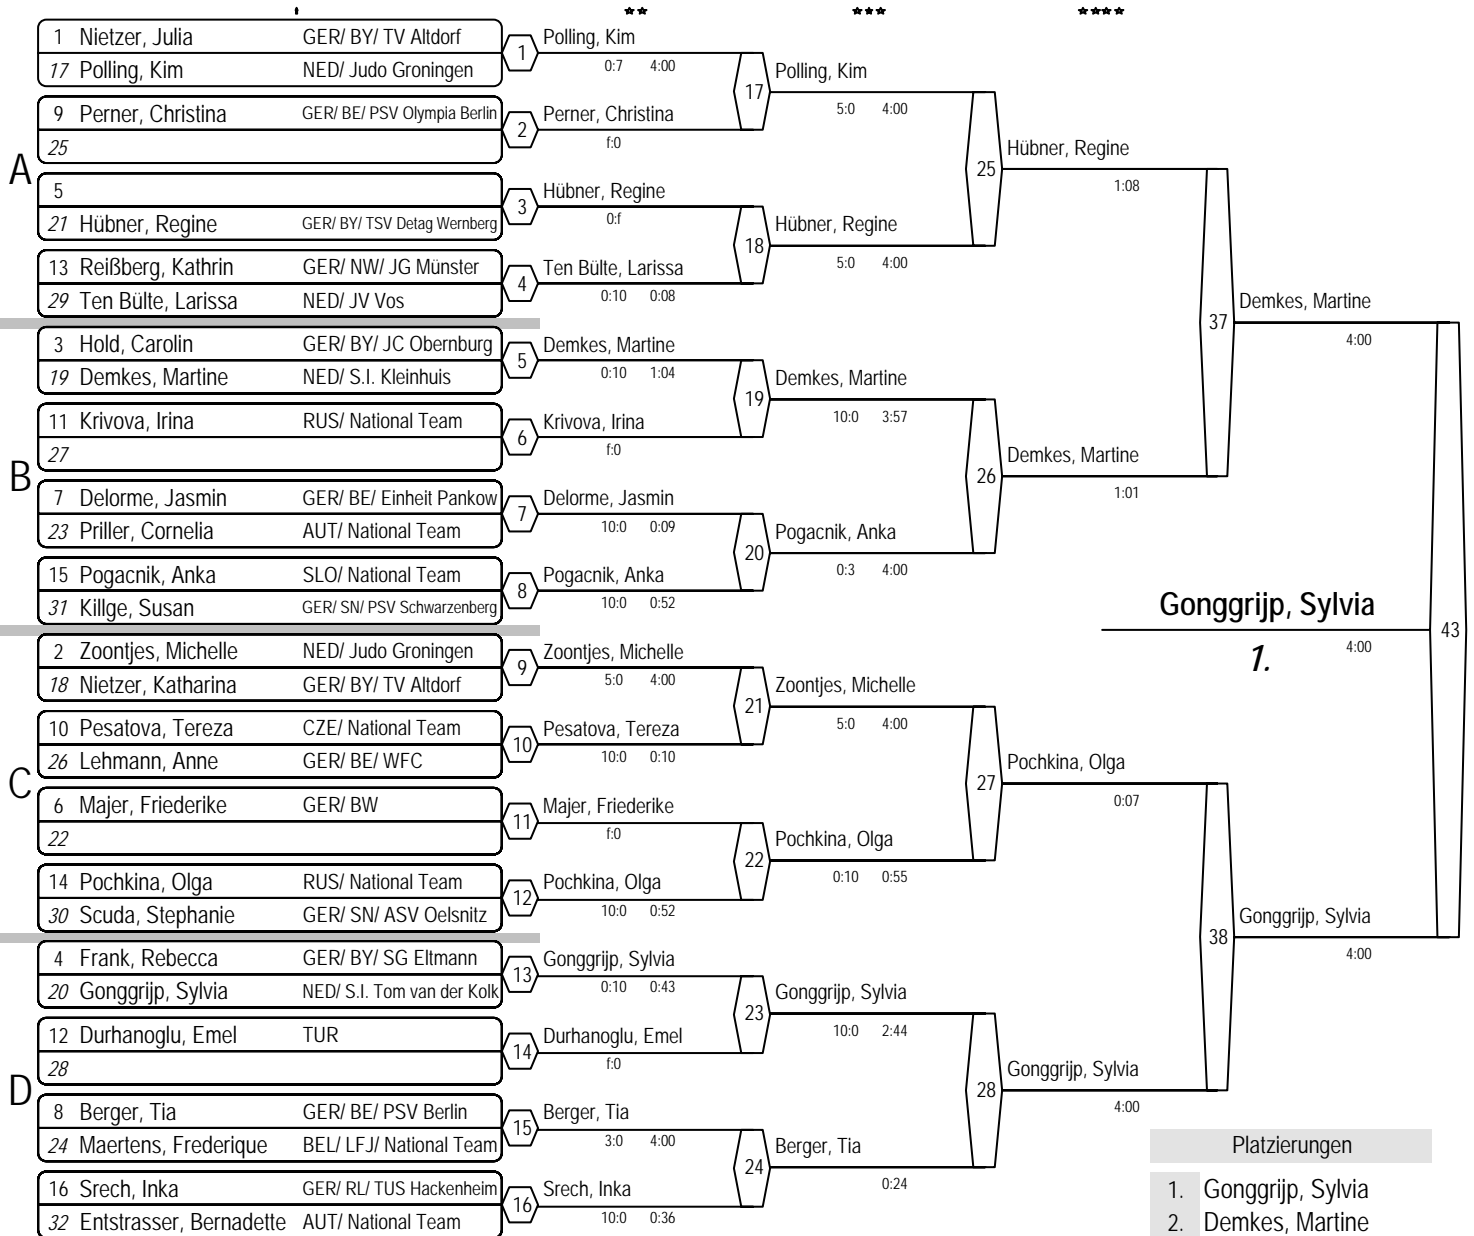 1 Nietzer, Julia GER/ BY/ TV Altdorf
17 Polling, Kim NED/ Judo Groningen
9 Perner, Christina GER/ BE/ PSV Olympia Berlin
25
A
5
21 Hübner, Regine GER/ BY/ TSV Detag Wernberg
13 Reißberg, Kathrin GER/ NW/ JG Münster
29 Ten Bülte, Larissa NED/ JV Vos
3 Hold, Carolin GER/ BY/ JC Obernburg
19 Demkes, Martine NED/ S.I. Kleinhuis
11 Krivova, Irina RUS/ National Team
27
B
7 Delorme, Jasmin GER/ BE/ Einheit Pankow
23 Priller, Cornelia AUT/ National Team
15 Pogacnik, Anka SLO/ National Team
31 Killge, Susan GER/ SN/ PSV Schwarzenberg
2 Zoontjes, Michelle NED/ Judo Groningen
18 Nietzer, Katharina GER/ BY/ TV Altdorf
10 Pesatova, Tereza CZE/ National Team
26 Lehmann, Anne GER/ BE/ WFC
C
6 Majer, Friederike GER/ BW
22
14 Pochkina, Olga RUS/ National Team
30 Scuda, Stephanie GER/ SN/ ASV Oelsnitz
4 Frank, Rebecca GER/ BY/ SG Eltmann
20 Gonggrijp, Sylvia NED/ S.I. Tom van der Kolk
12 Durhanoglu, Emel TUR
28
D
8 Berger, Tia GER/ BE/ PSV Berlin
24 Maertens, Frederique BEL/ LFJ/ National Team
16 Srech, Inka GER/ RL/ TUS Hackenheim
32 Entstrasser, Bernadette AUT/ National Team
1 Polling, Kim
0:7 4:00
2 Perner, Christina
f:0
3 Hübner, Regine
0:f
4 Ten Bülte, Larissa
0:10 0:08
5 Demkes, Martine
0:10 1:04
6 Krivova, Irina
f:0
7 Delorme, Jasmin
10:0 0:09
8 Pogacnik, Anka
10:0 0:52
9 Zoontjes, Michelle
5:0 4:00
10 Pesatova, Tereza
10:0 0:10
11 Majer, Friederike
f:0
12 Pochkina, Olga
10:0 0:52
13 Gonggrijp, Sylvia
0:10 0:43
14 Durhanoglu, Emel
f:0
15 Berger, Tia
3:0 4:00
16 Srech, Inka
10:0 0:36
17 Polling, Kim
5:0 4:00
18 Hübner, Regine
5:0 4:00
19 Demkes, Martine
10:0 3:57
20 Pogacnik, Anka
0:3 4:00
21 Zoontjes, Michelle
5:0 4:00
22 Pochkina, Olga
0:10 0:55
23 Gonggrijp, Sylvia
10:0 2:44
24 Berger, Tia
0:24
25 Hübner, Regine
1:08
26 Demkes, Martine
1:01
27 Pochkina, Olga
0:07
28 Gonggrijp, Sylvia
4:00
37 Demkes, Martine
4:00
38 Gonggrijp, Sylvia
4:00
Gonggrijp, Sylvia 43
1. 4:00
Platzierungen
1. Gonggrijp, Sylvia
2. Demkes, Martine